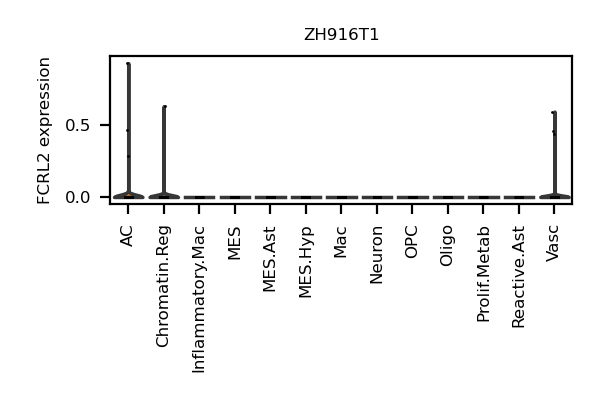 ZH916T1
FCRL2 expression
0.5
0.0
AC
Chromatin.Reg
Inflammatory.Mac
MES
MES.Ast
MES.Hyp
Mac
Neuron
OPC
Oligo
Prolif.Metab
Reactive.Ast
Vasc